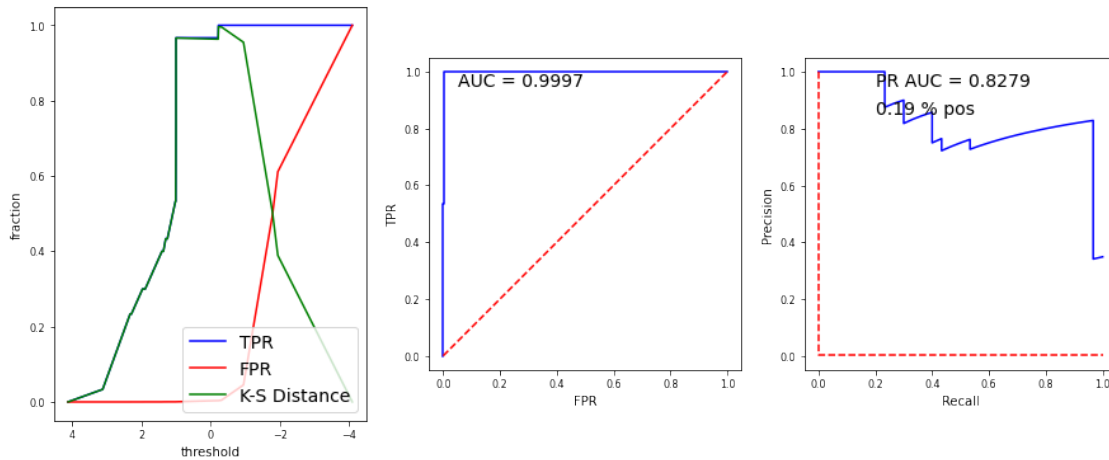 1.0
0.8
0.6
0.4
0.2
0.0
fraction
4
2
0
−2
−4
threshold
TPR
FPR
K-S Distance
AUC = 0.9997
1.0
0.8
0.6
0.4
0.2
0.0
TPR
0.0 0.2 0.4 0.6 0.8 1.0
FPR
PR AUC = 0.8279
0.19 % pos
1.0
0.8
0.6
0.4
0.2
0.0
Precision
0.0 0.2 0.4 0.6 0.8 1.0
Recall